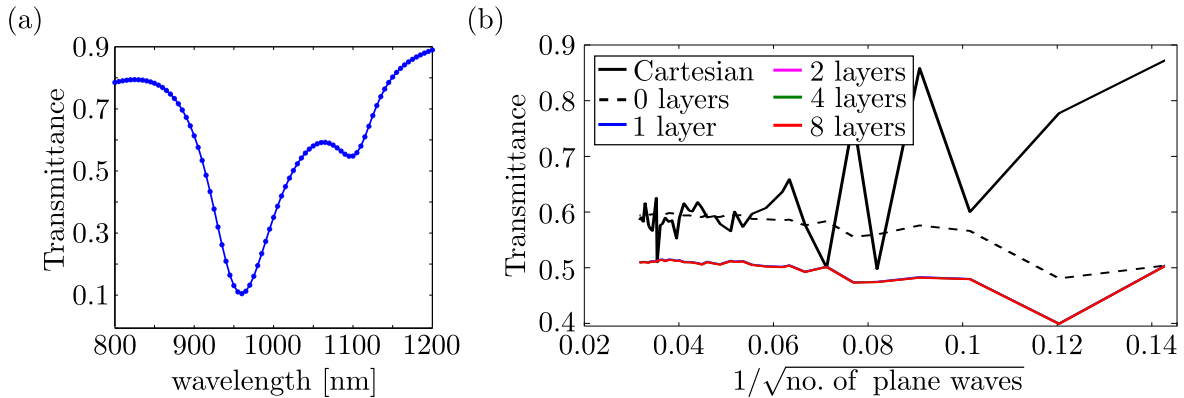 (a)
0.9
0.7
0.5
0.3
0.1
Transmittance
800 900 1000 1100 1200
wavelength [nm]
(b)
0.9
0.8
0.7
0.6
0.5
0.4
Transmittance
Cartesian
0 layers
1 layer
2 layers
4 layers
8 layers
0.02 0.04 0.06 0.08 0.1 0.12 0.14
1/√no. of plane waves